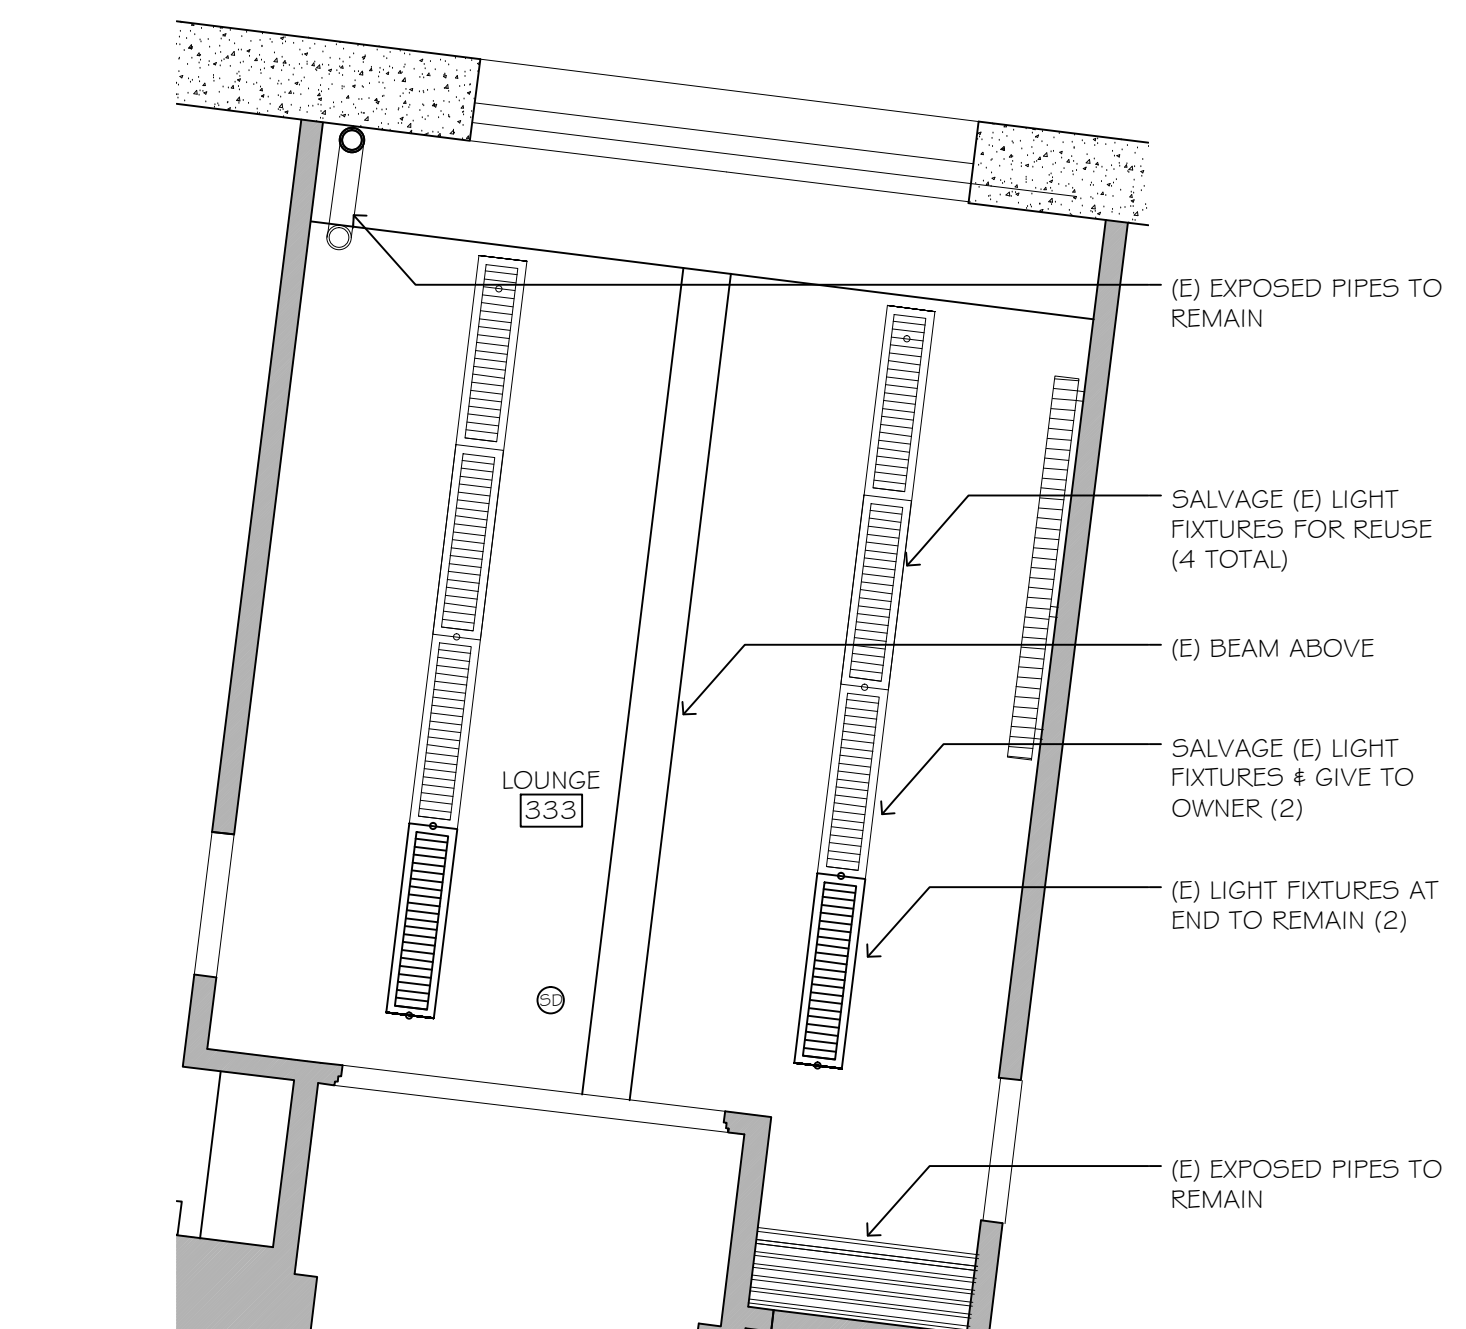 (E) EXPOSED PIPES TO
REMAIN
SALVAGE (E) LIGHT
FIXTURES FOR REUSE
(4 TOTAL)
(E) BEAM ABOVE
SALVAGE (E) LIGHT
FIXTURES & GIVE TO
OWNER (2)
LOUNGE
333
(E) LIGHT FIXTURES AT
END TO REMAIN (2)
SD
(E) EXPOSED PIPES TO
REMAIN